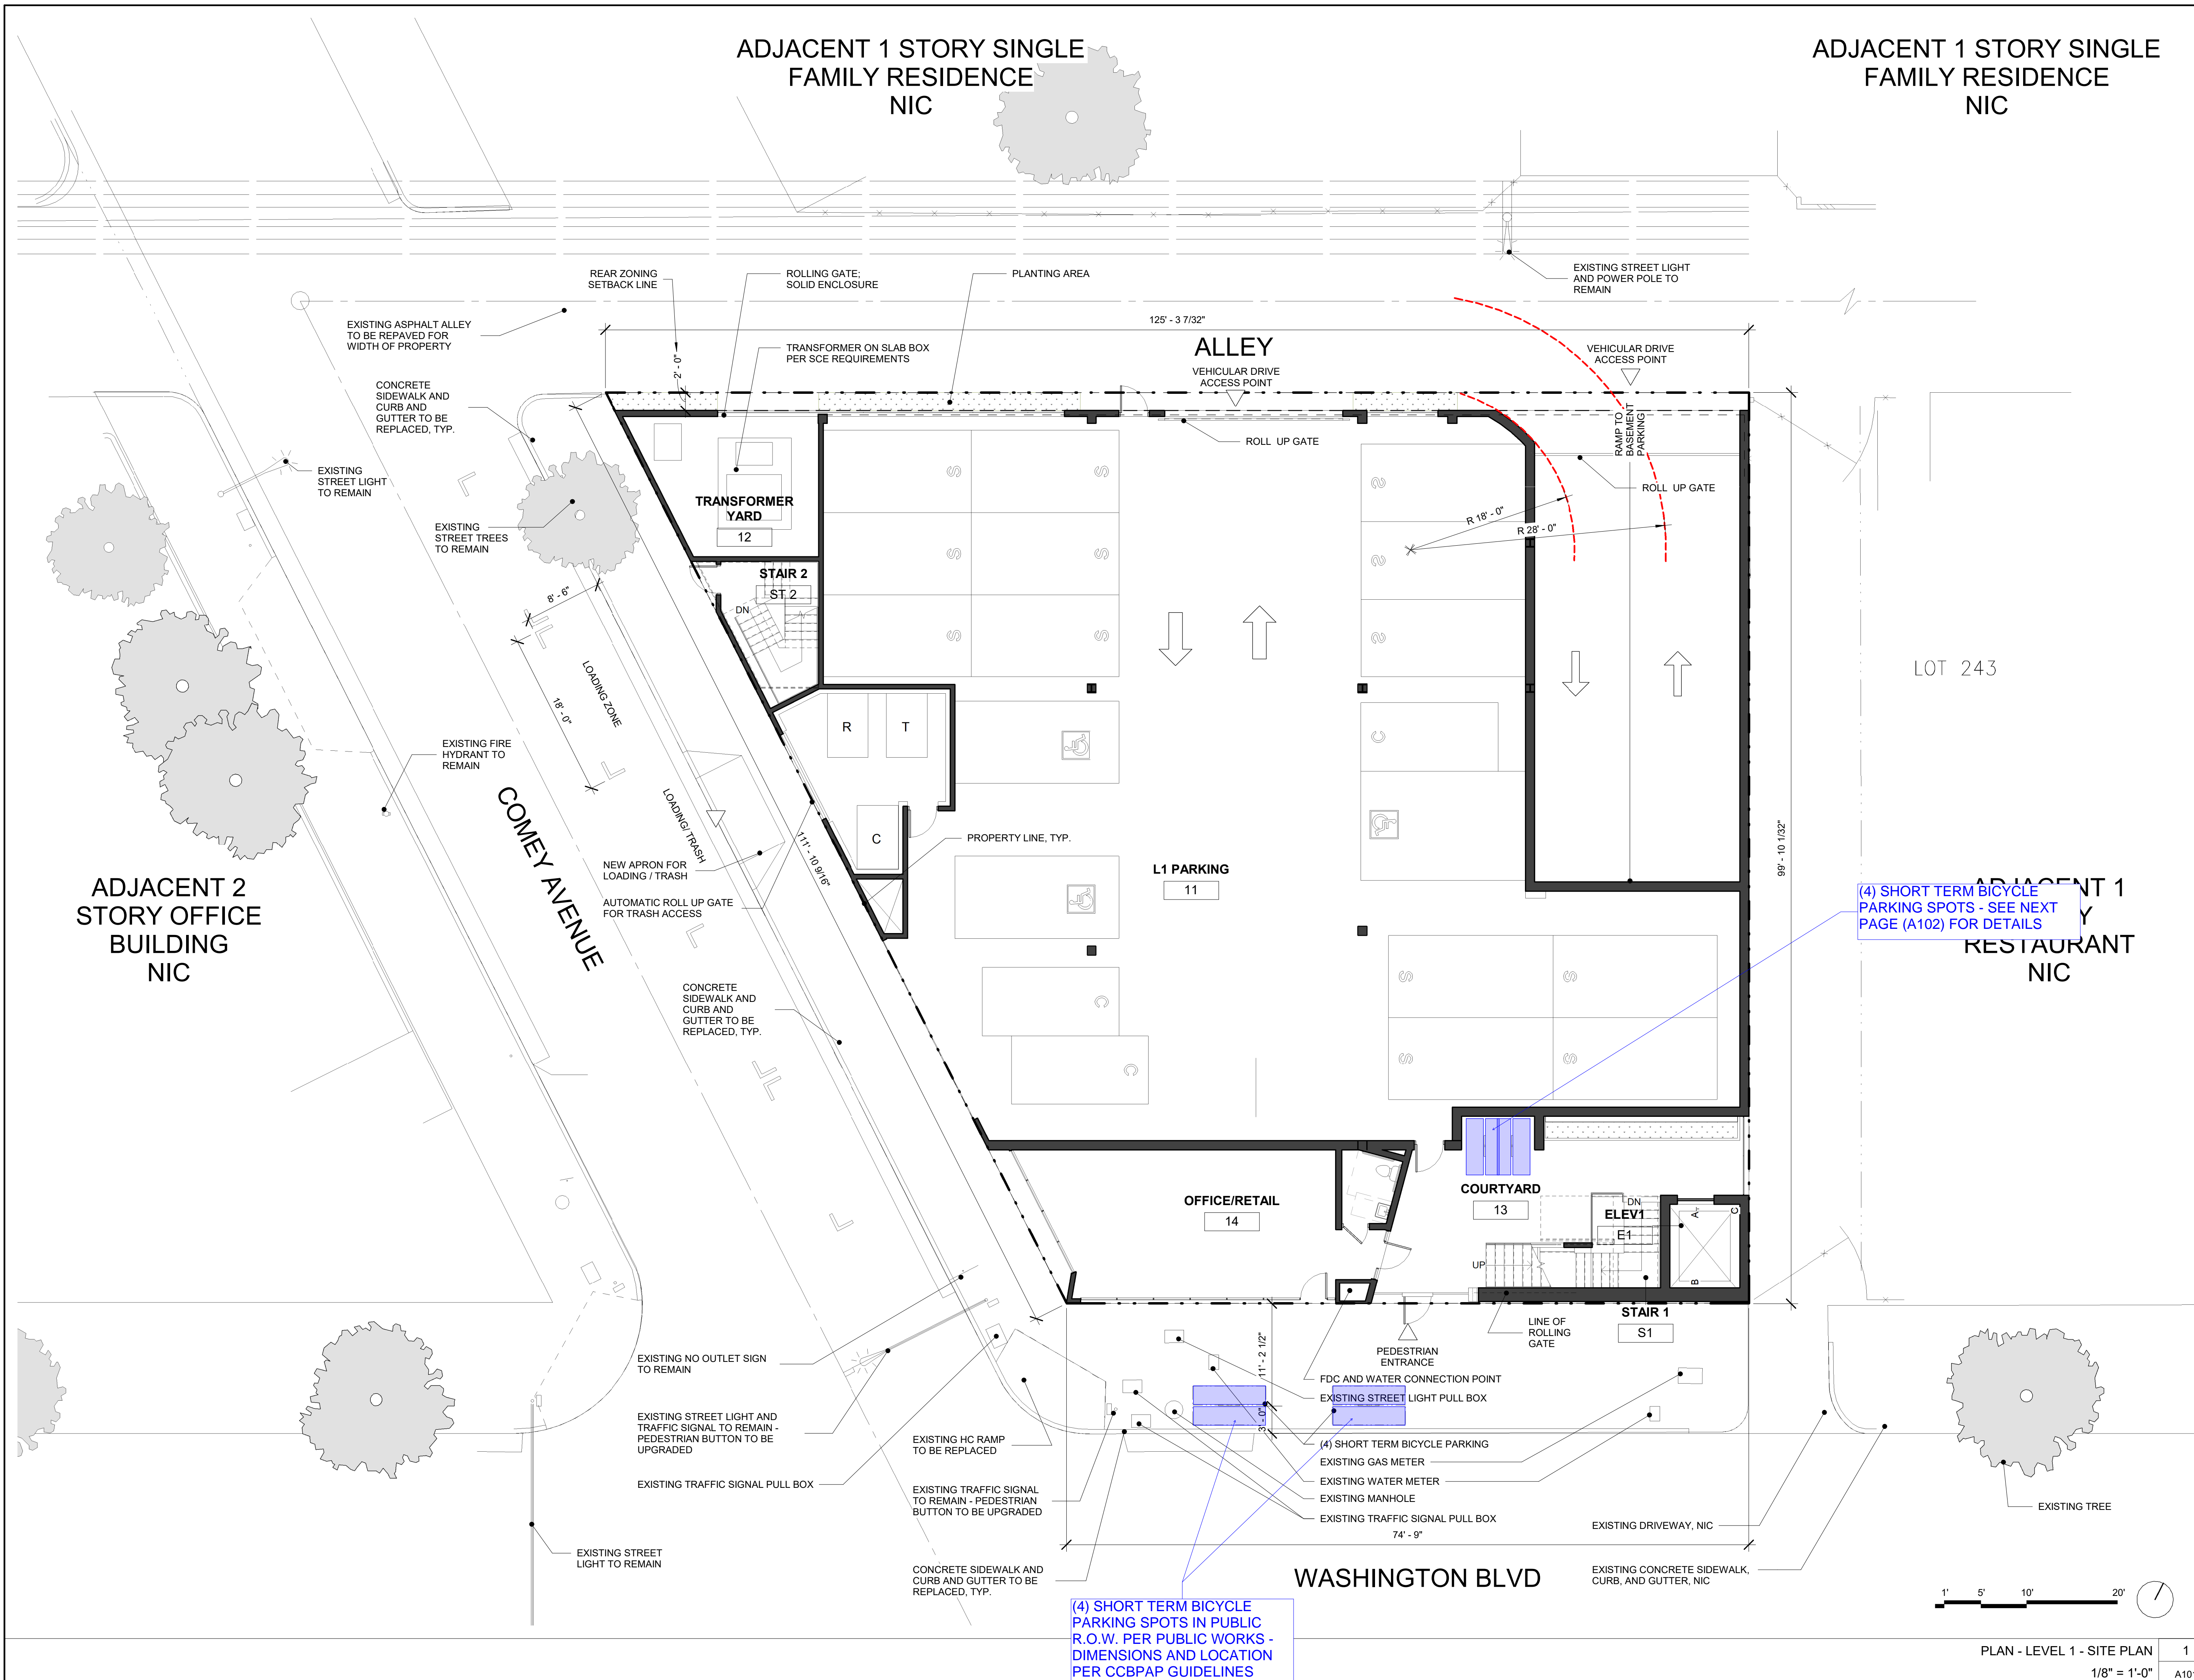 ADJACENT 1 STORY SINGLE
FAMILY RESIDENCE
NIC
ADJACENT 1 STORY SINGLE
FAMILY RESIDENCE
NIC
REAR ZONING
SETBACK LINE
ROLLING GATE;
SOLID ENCLOSURE
PLANTING AREA
EXISTING STREET LIGHT
AND POWER POLE TO
REMAIN
EXISTING ASPHALT ALLEY
TO BE REPAVED FOR
WIDTH OF PROPERTY
125' - 3 7/32"
TRANSFORMER ON SLAB BOX
PER SCE REQUIREMENTS
2' - 0"
ALLEY
VEHICULAR DRIVE
ACCESS POINT
VEHICULAR DRIVE
ACCESS POINT
CONCRETE
SIDEWALK AND
CURB AND
GUTTER TO BE
REPLACED, TYP.
RAMP TO
BASEMENT
PARKING
ROLL UP GATE
EXISTING
STREET LIGHT
TO REMAIN
ROLL UP GATE
S S
S
TRANSFORMER
YARD
12
R 18' - 0"
R 28' - 0"
EXISTING
STREET TREES
TO REMAIN
S S
S
STAIR 2
ST 2
DN
8' - 6"
S S
S
LOADING ZONE
18' - 0"
LOT 243
R
T
C
EXISTING FIRE
HYDRANT TO
REMAIN
COMEY AVENUE
LOADING/ TRASH
111' - 10 9/16"
C
PROPERTY LINE, TYP.
99' - 10 1/32"
NEW APRON FOR
LOADING / TRASH
L1 PARKING
11
AUTOMATIC ROLL UP GATE
FOR TRASH ACCESS
ADJACENT 2
STORY OFFICE
BUILDING
NIC
ADJACENT 1
(4) SHORT TERM BICYCLE
PARKING SPOTS - SEE NEXT
PAGE (A102) FOR DETAILS
Y
RESTAURANT
NIC
S S
CONCRETE
SIDEWALK AND
CURB AND
GUTTER TO BE
REPLACED, TYP.
C
S S
C
OFFICE/RETAIL
14
COURTYARD
13
DN
ELEV1
E1
A
C
B
UP
STAIR 1
S1
LINE OF
ROLLING
GATE
PEDESTRIAN
ENTRANCE
11' - 2 1/2"
3' - 0"
EXISTING NO OUTLET SIGN
TO REMAIN
FDC AND WATER CONNECTION POINT
EXISTING STREET LIGHT PULL BOX
EXISTING STREET LIGHT AND
TRAFFIC SIGNAL TO REMAIN -
PEDESTRIAN BUTTON TO BE
UPGRADED
EXISTING HC RAMP
TO BE REPLACED
(4) SHORT TERM BICYCLE PARKING
EXISTING GAS METER
EXISTING WATER METER
EXISTING MANHOLE
EXISTING TRAFFIC SIGNAL PULL BOX
EXISTING TRAFFIC SIGNAL PULL BOX
EXISTING TRAFFIC SIGNAL
TO REMAIN - PEDESTRIAN
BUTTON TO BE UPGRADED
EXISTING TREE
74' - 9"
EXISTING DRIVEWAY, NIC
EXISTING STREET
LIGHT TO REMAIN
CONCRETE SIDEWALK AND
CURB AND GUTTER TO BE
REPLACED, TYP.
WASHINGTON BLVD
EXISTING CONCRETE SIDEWALK,
CURB, AND GUTTER, NIC
(4) SHORT TERM BICYCLE
PARKING SPOTS IN PUBLIC
R.O.W. PER PUBLIC WORKS -
DIMENSIONS AND LOCATION
PER CCBPAP GUIDELINES
1' 5' 10' 20'
PLAN - LEVEL 1 - SITE PLAN 1
1/8" = 1'-0"